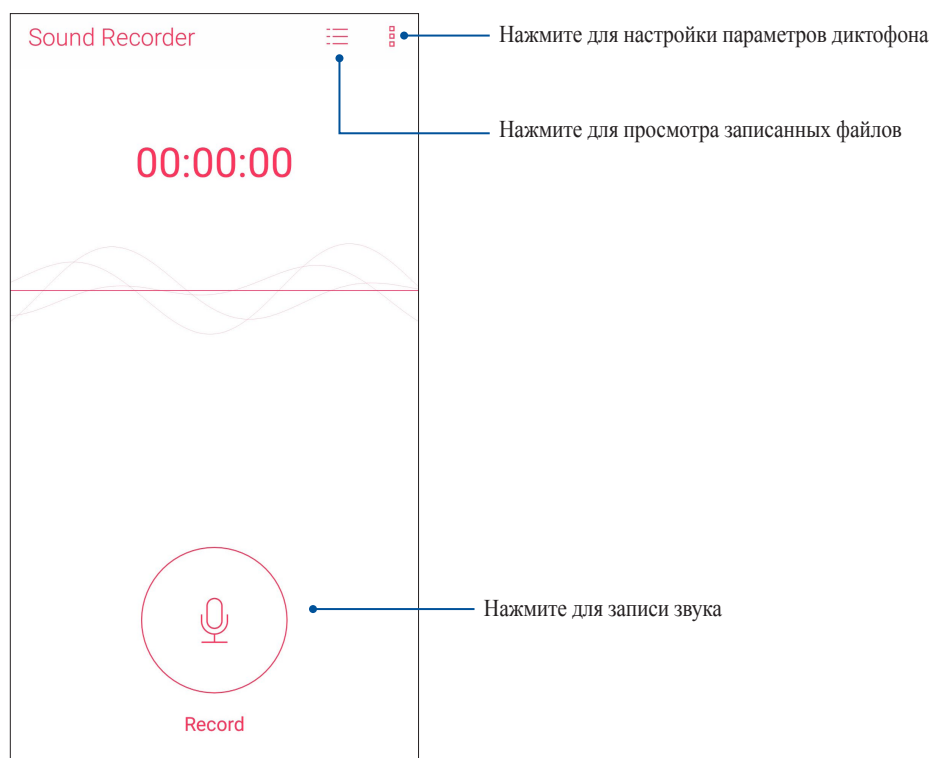 Sound Recorder
Нажмите для настройки параметров диктофона
Нажмите для просмотра записанных файлов
00:00:00
Нажмите для записи звука
Record